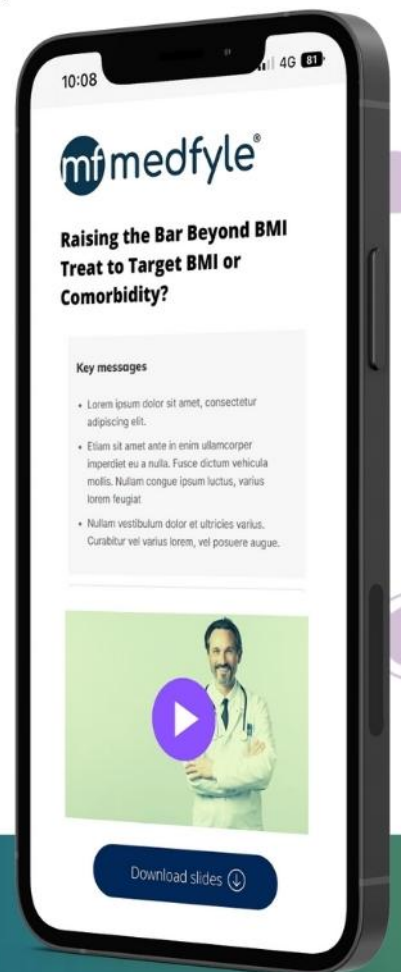 10:08
4G 81
mf medfyle®
Raising the Bar Beyond BMI
Treat to Target BMI or
Comorbidity?
Key messages
• Lorem ipsum dolor sit amet, consectetur
adipiscing elit.
• Etiam sit amet ante in enim ullamcorper
imperdiet eu a nulla. Fusce dictum vehicula
mollis. Nullam congue ipsum luctus, varius
lorem feugiat
• Nullam vestibulum dolor et ultricies varius.
Curabitur vel varius lorem, vel posuere augue.
Download slides